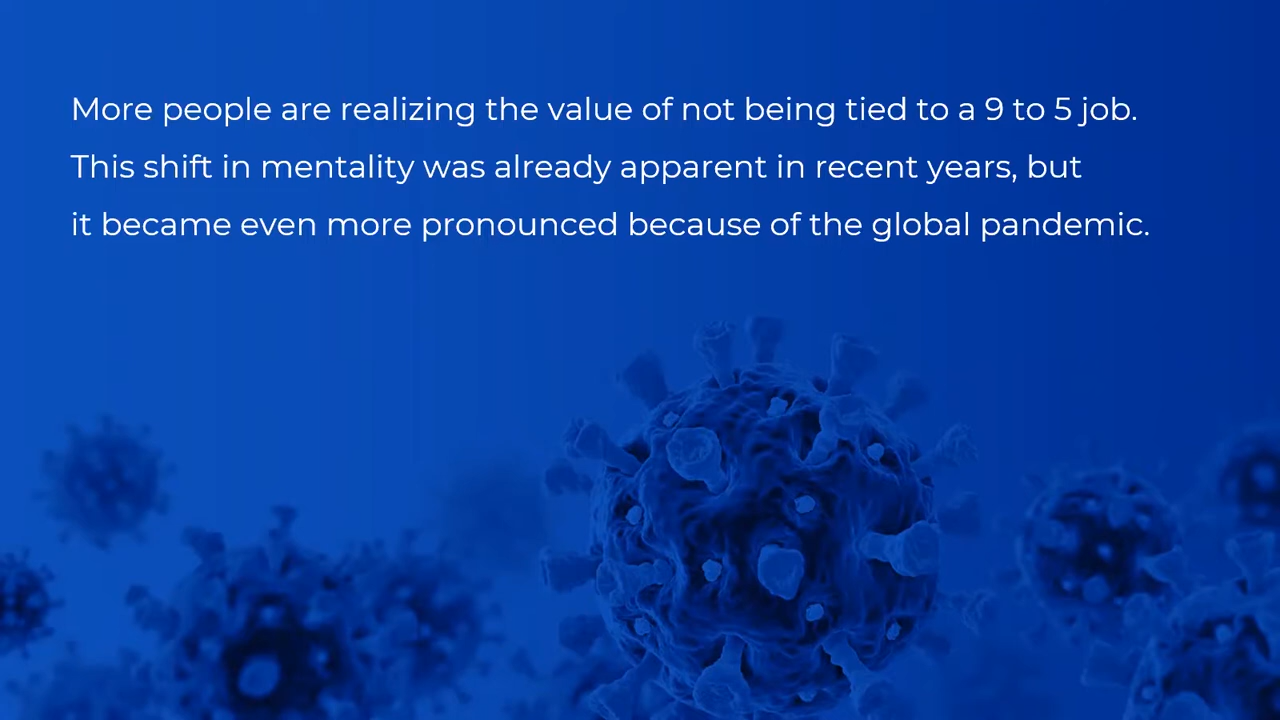 More people are realizing the value of not being tied to a 9 to 5 job.
This shift in mentality was already apparent in recent years, but
it became even more pronounced because of the global pandemic.